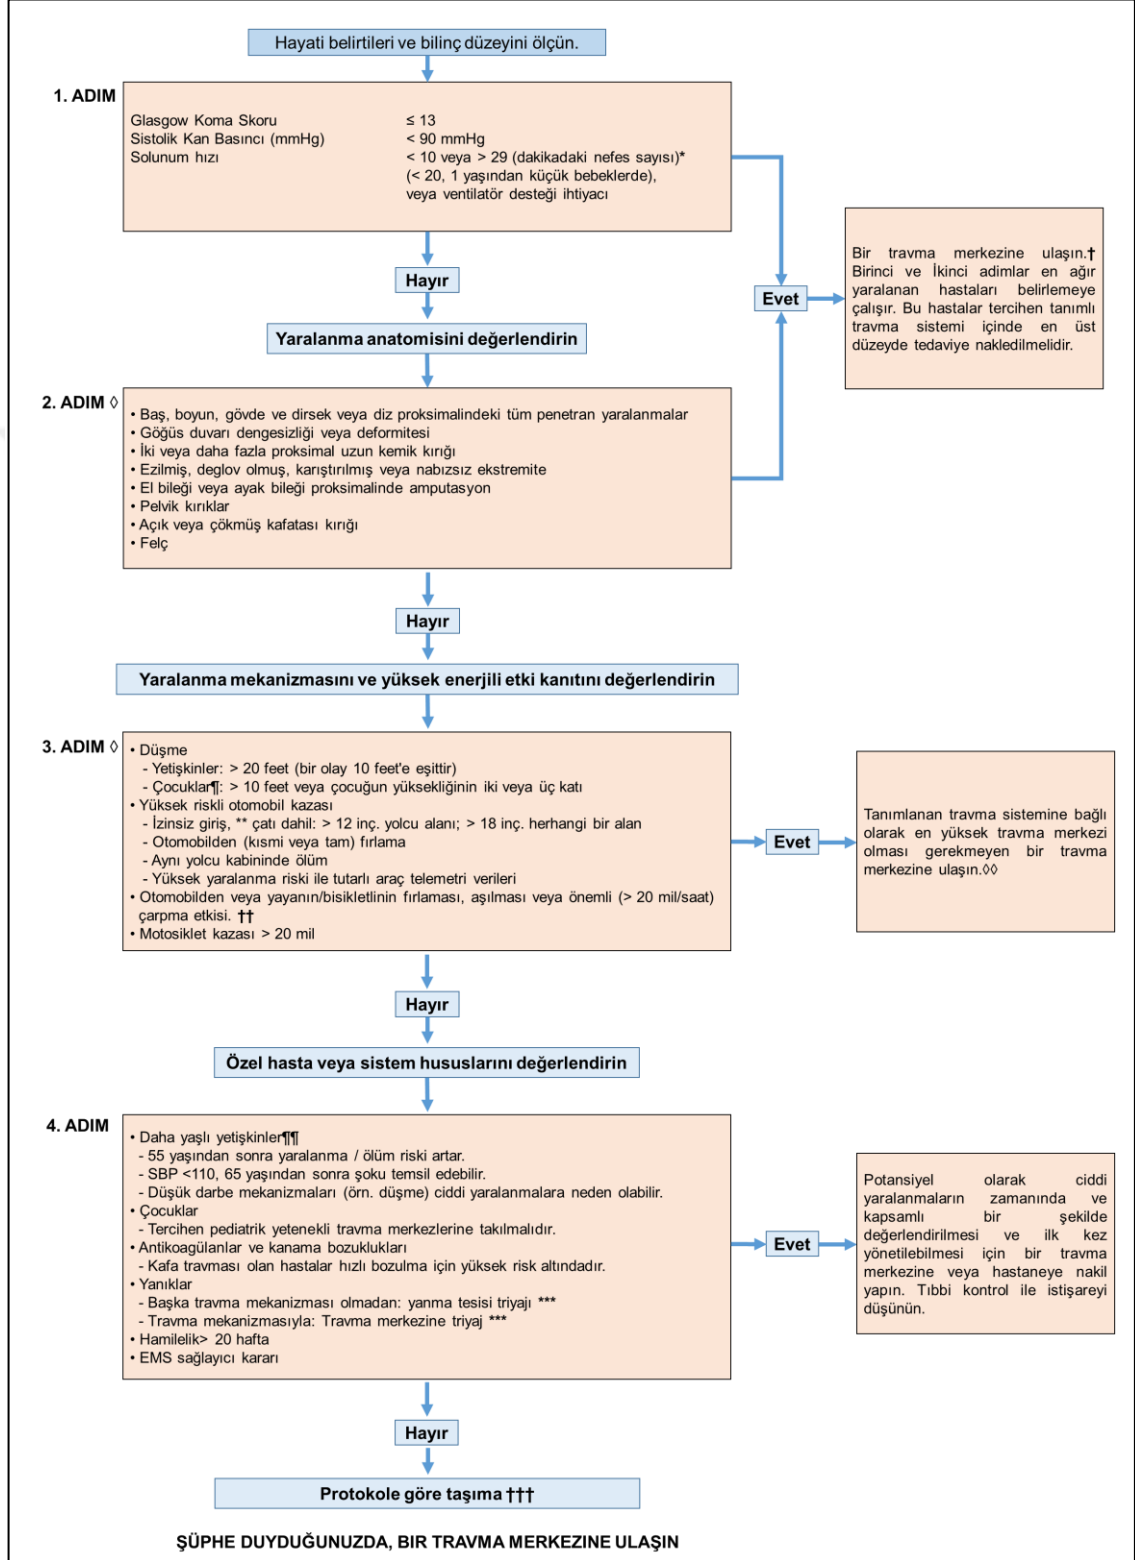 Hayati belirtileri ve bilinç düzeyini ölçün.
1. ADIM
Glasgow Koma Skoru ≤ 13
Sistolik Kan Basıncı (mmHg) < 90 mmHg
Solunum hızı < 10 veya > 29 (dakikadaki nefes sayısı)*
(< 20, 1 yaşından küçük bebeklerde),
veya ventilatör desteği ihtiyacı
Hayır
Evet
Bir travma merkezine ulaşın.†
Birinci ve İkinci adımlar en ağır
yaralanan hastaları belirlemeye
çalışır. Bu hastalar tercihen tanımlı
travma sistemi içinde en üst
düzeyde tedaviye nakledilmelidir.
Yaralanma anatomisini değerlendirin
2. ADIM ◊
• Baş, boyun, gövde ve dirsek veya diz proksimalindeki tüm penetran yaralanmalar
• Göğüs duvarı dengesizliği veya deformitesi
• İki veya daha fazla proksimal uzun kemik kırığı
• Ezilmiş, deglov olmuş, karıştırılmış veya nabızsız ekstremite
• El bileği veya ayak bileği proksimalinde amputasyon
• Pelvik kırıklar
• Açık veya çökmüş kafatası kırığı
• Felç
Hayır
Yaralanma mekanizmasını ve yüksek enerjili etki kanıtını değerlendirin
3. ADIM ◊
• Düşme
- Yetişkinler: > 20 feet (bir olay 10 feet'e eşittir)
- Çocuklar¶: > 10 feet veya çocuğun yüksekliğinin iki veya üç katı
• Yüksek riskli otomobil kazası
- İzinsiz giriş, ** çatı dahil: > 12 inç. yolcu alanı; > 18 inç. herhangi bir alan
- Otomobilden (kısmi veya tam) fırlama
- Aynı yolcu kabininde ölüm
- Yüksek yaralanma riski ile tutarlı araç telemetri verileri
• Otomobilden veya yayanın/bisikletlinin fırlaması, aşılması veya önemli (> 20 mil/saat)
çarpma etkisi. ††
• Motosiklet kazası > 20 mil
Evet
Tanımlanan travma sistemine bağlı
olarak en yüksek travma merkezi
olması gerekmeyen bir travma
merkezine ulaşın.◊◊
Hayır
Özel hasta veya sistem hususlarını değerlendirin
4. ADIM
• Daha yaşlı yetişkinler¶¶
- 55 yaşından sonra yaralanma / ölüm riski artar.
- SBP <110, 65 yaşından sonra şoku temsil edebilir.
- Düşük darbe mekanizmaları (örn. düşme) ciddi yaralanmalara neden olabilir.
• Çocuklar
- Tercihen pediatrik yetenekli travma merkezlerine takılmalıdır.
• Antikoagülanlar ve kanama bozuklukları
- Kafa travması olan hastalar hızlı bozulma için yüksek risk altındadır.
• Yanıklar
- Başka travma mekanizması olmadan: yanma tesisi triyajı ***
- Travma mekanizmasıyla: Travma merkezine triyaj ***
• Hamilelik> 20 hafta
• EMS sağlayıcı kararı
Evet
Potansiyel olarak ciddi
yaralanmaların zamanında ve
kapsamlı bir şekilde
değerlendirilmesi ve ilk kez
yönetilebilmesi için bir travma
merkezine veya hastaneye nakil
yapın. Tıbbi kontrol ile istişareyi
düşünün.
Hayır
Protokole göre taşıma †††
ŞÜPHE DUYDUĞUNUZDA, BIR TRAVMA MERKEZINE ULAŞIN